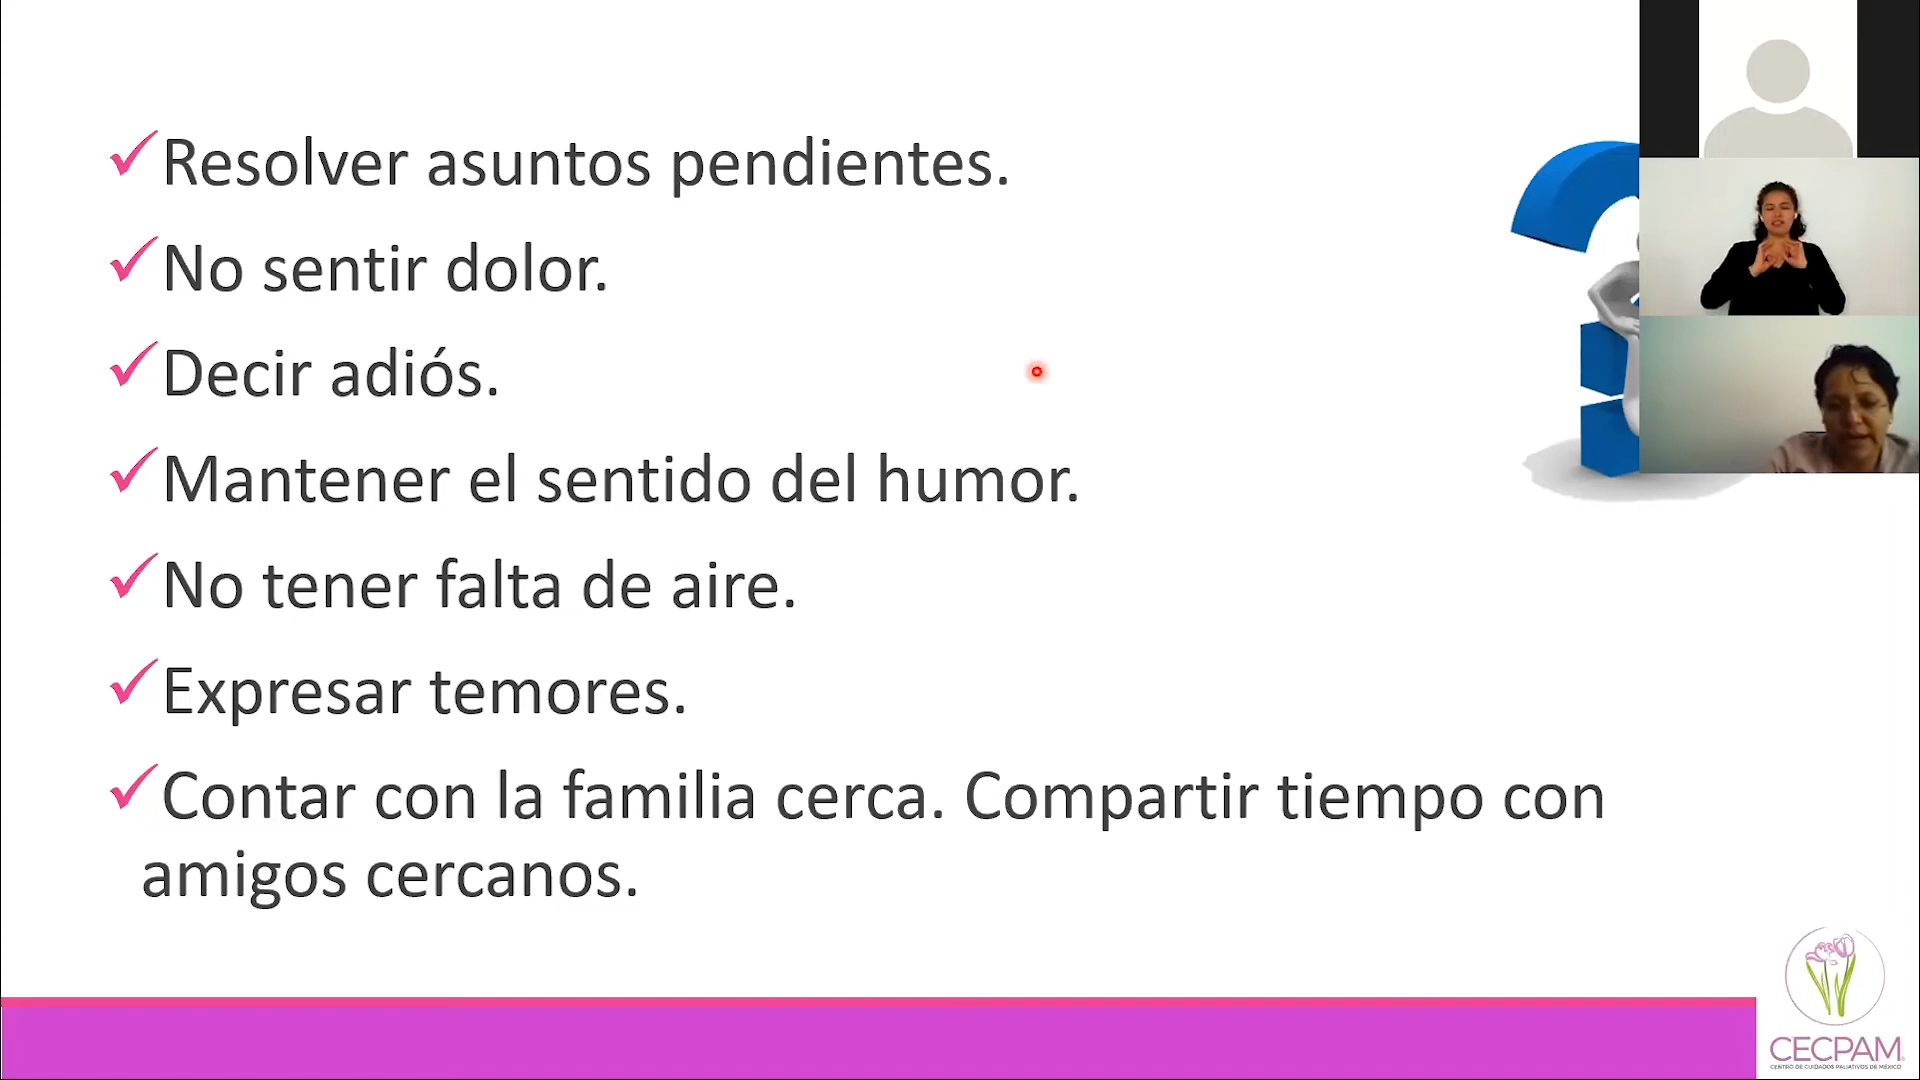 Resolver asuntos pendientes.
No sentir dolor.
Decir adiós.
Mantener el sentido del humor.
No tener falta de aire.
Expresar temores.
Contar con la familia cerca. Compartir tiempo con
amigos cercanos.
CECPAM
CENTRO DE CUIDADOS PALIATIVOS DE MÉXICO